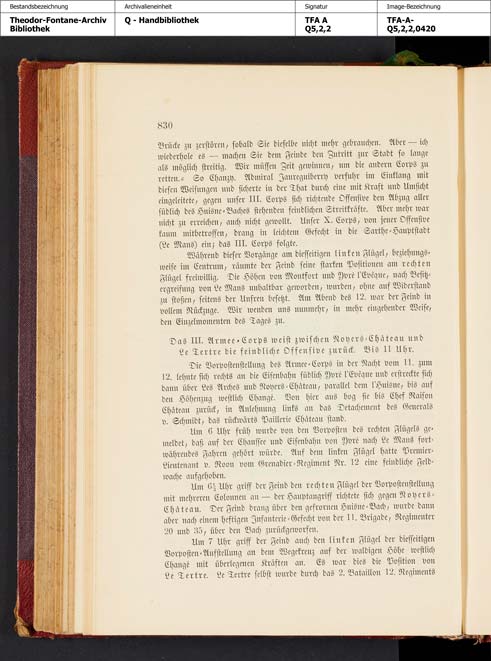 Bestandsbezeichnung
Archivalieneinheit
Signatur
Image-Bezeichnung
Theodor-Fontane-Archiv
Bibliothek
Q - Handbibliothek
TFA A
Q5,2,2
TFA-A-
Q5,2,2,0420
830
Brücke zu zerstören, sobald Sie dieselbe nicht mehr gebrauchen. Aber — ich
wiederhole es — machen Sie dem Feinde den Zutritt zur Stadt so lange
als möglich streitig. Wir müssen Zeit gewinnen, um die andern Corps zu
retten.« So Chanzy. Admiral Jaureguiberry verfuhr im Einklang mit
diesen Weisungen und sicherte in der That durch eine mit Kraft und Umsicht
eingeleitete, gegen unser III. Corps sich richtende Offensive den Abzug aller
südlich des Huisne-Baches stehenden feindlichen Streitkräfte. Aber mehr war
nicht zu erreichen, auch nicht gewollt. Unser X. Corps, von jener Offensive
kaum mitbetroffen, drang in leichtem Gefecht in die Sarthe-Hauptstadt
(Le Mans) ein; das III. Corps folgte.
Während dieser Vorgänge am diesseitigen linken Flügel, beziehungs-
weise im Centrum, räumte der Feind seine starken Positionen am rechten
Flügel freiwillig. Die Höhen von Montfort und Yvré l'Evêque, nach Besitz-
ergreifung von Le Mans unhaltbar geworden, wurden, ohne auf Widerstand
zu stoßen, seitens der Unsren besetzt. Am Abend des 12. war der Feind in
vollem Rückzuge. Wir wenden uns nunmehr, in mehr eingehender Weise,
den Einzelmomenten des Tages zu.
Das III. Armee-Corps weist zwischen Noyers-Château und
Le Tertre die feindliche Offensive zurück. Bis 11 Uhr.
Die Vorpostenstellung des Armee-Corps in der Nacht vom 11. zum
12. lehnte sich rechts an die Eisenbahn südlich Yvré l'Evêque und erstreckte sich
dann über Les Arches und Noyers-Château, parallel dem l'Huisne, bis auf
den Höhenzug westlich Changé. Von hier aus bog sie bis Chef Raison
Château zurück, in Anlehnung links an das Detachement des Generals
v. Schmidt, das rückwärts Paillerie Château stand.
Um 6 Uhr früh wurde von den Vorposten des rechten Flügels ge-
meldet, daß auf der Chaussee und Eisenbahn von Yvré nach Le Mans fort-
währendes Fahren gehört würde. Auf dem linken Flügel hatte Premier-
Lieutenant v. Roon vom Grenadier-Regiment Nr. 12 eine feindliche Feld-
wache aufgehoben.
Um 6½ Uhr griff der Feind den rechten Flügel der Vorpostenstellung
mit mehreren Colonnen an — der Hauptangriff richtete sich gegen Noyers-
Château. Der Feind drang über den gefrornen Huisne-Bach, wurde dann
aber nach einem heftigen Infanterie-Gefecht von der 11. Brigade, Regimenter
20 und 35, über den Bach zurückgeworfen.
Um 7 Uhr griff der Feind auch den linken Flügel der diesseitigen
Vorposten-Aufstellung an dem Wegekreuz auf der waldigen Höhe westlich
Changé mit überlegenen Kräften an. Es war dies die Position von
Le Tertre. Le Tertre selbst wurde durch das 2. Bataillon 12. Regiments